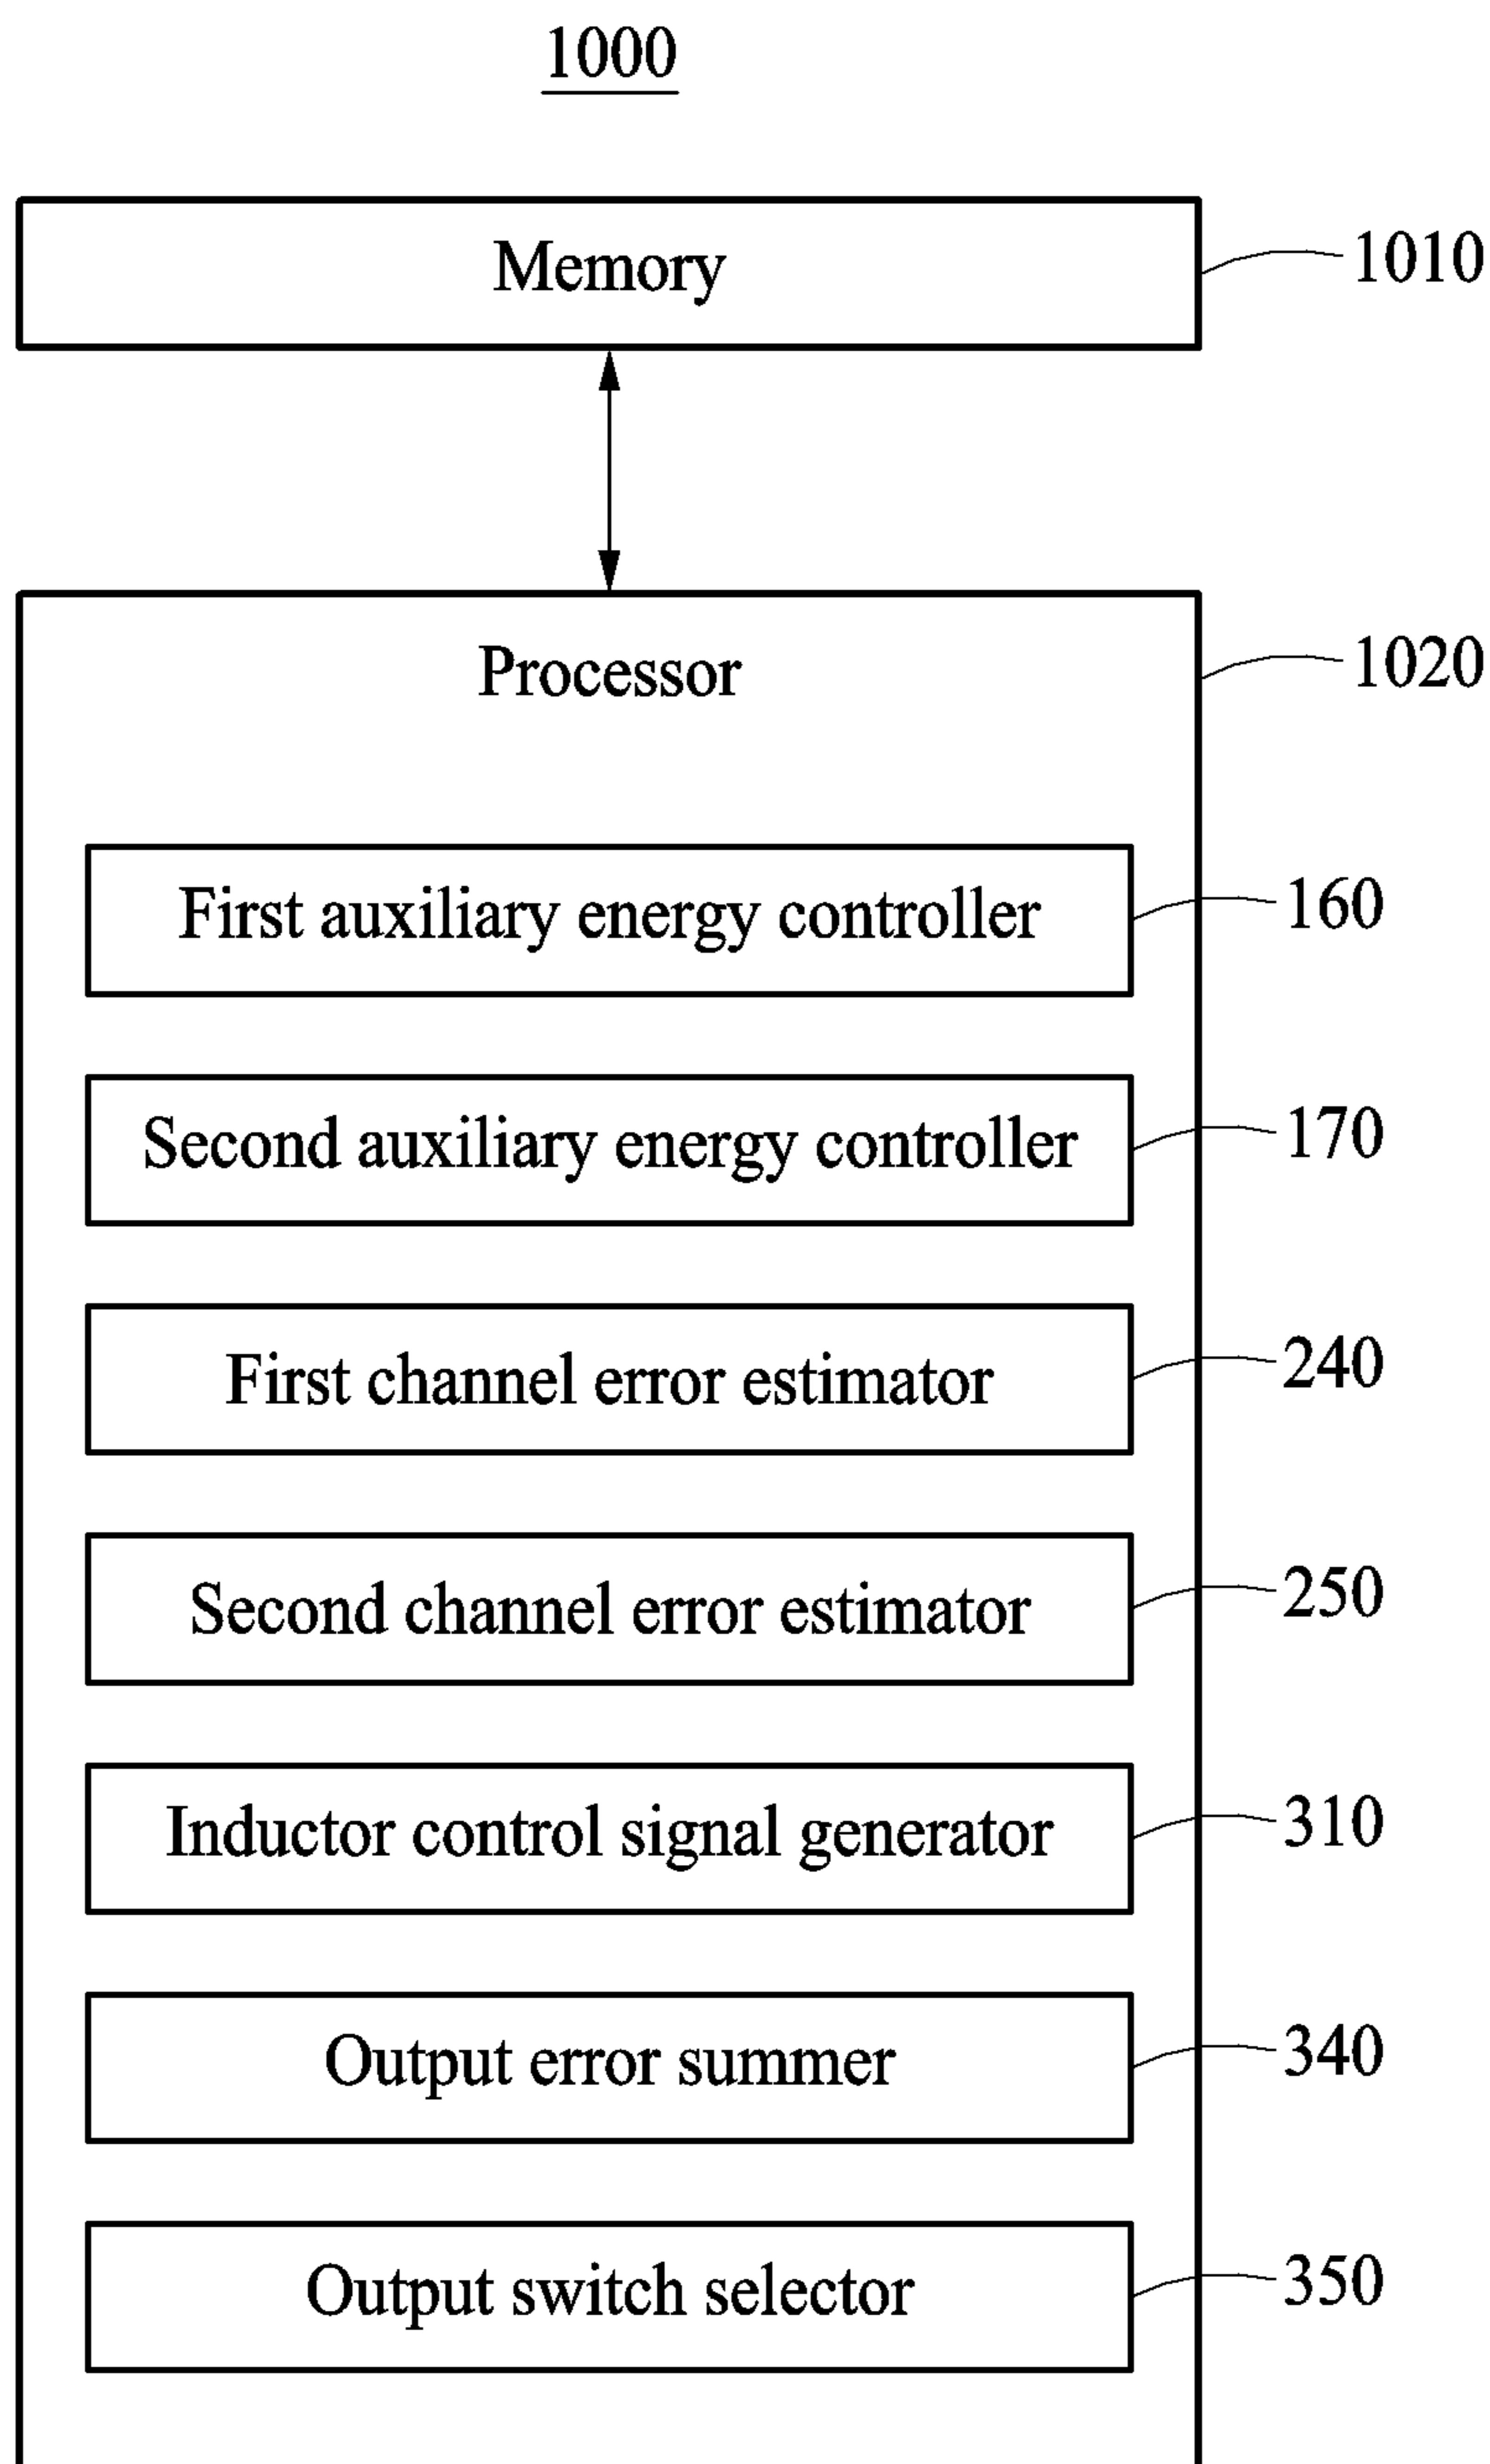 1000
Memory
1010
Processor
1020
First auxiliary energy controller
160
Second auxiliary energy controller
170
First channel error estimator
240
Second channel error estimator
250
Inductor control signal generator
310
Output error summer
340
Output switch selector
350